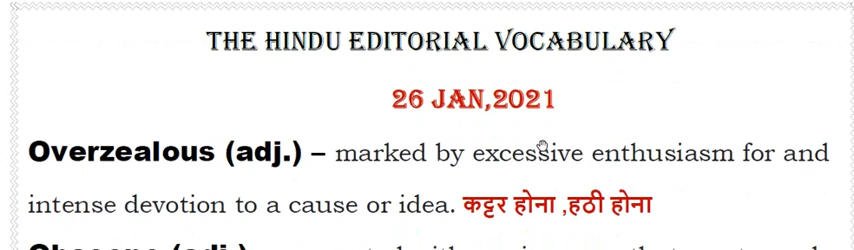 THE HINDU EDITORIAL VOCABULARY
26 JAN,2021
Overzealous (adj.) – marked by excessive enthusiasm for and
intense devotion to a cause or idea. कट्टर होना ,हठी होना